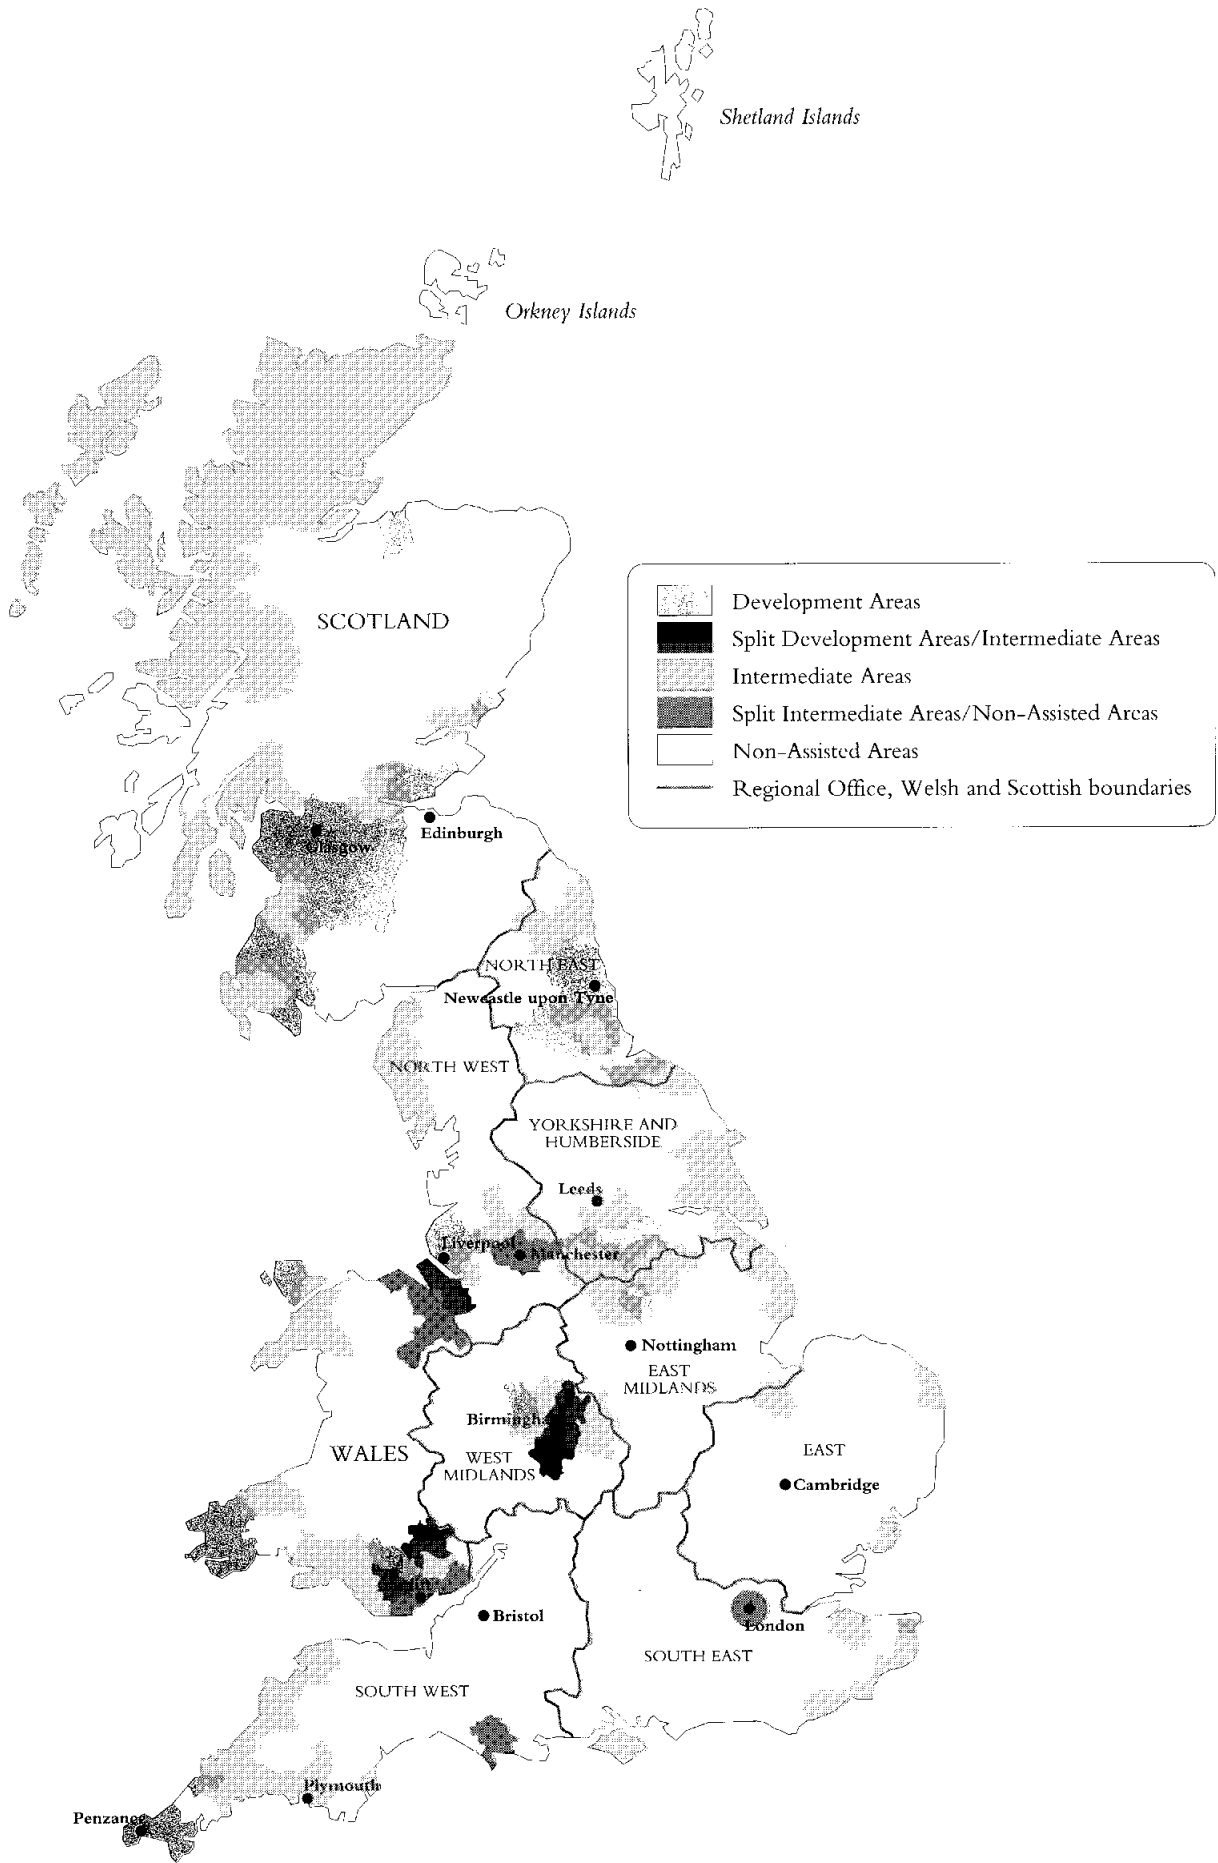 Shetland Islands
Orkney Islands
SCOTLAND
Development Areas
Split Development Areas/Intermediate Areas
Intermediate Areas
Split Intermediate Areas/Non-Assisted Areas
Non-Assisted Areas
Regional Office, Welsh and Scottish boundaries
Edinburgh
Glasgow
NORTH EAST
Newcastle upon Tyne
NORTH WEST
YORKSHIRE AND
HUMBERSIDE
Leeds
Liverpool
Manchester
Nottingham
EAST
MIDLANDS
Birmingha
WALES
WEST
MIDLANDS
EAST
Cambridge
Bristol
London
SOUTH EAST
SOUTH WEST
Plymouth
Penzance